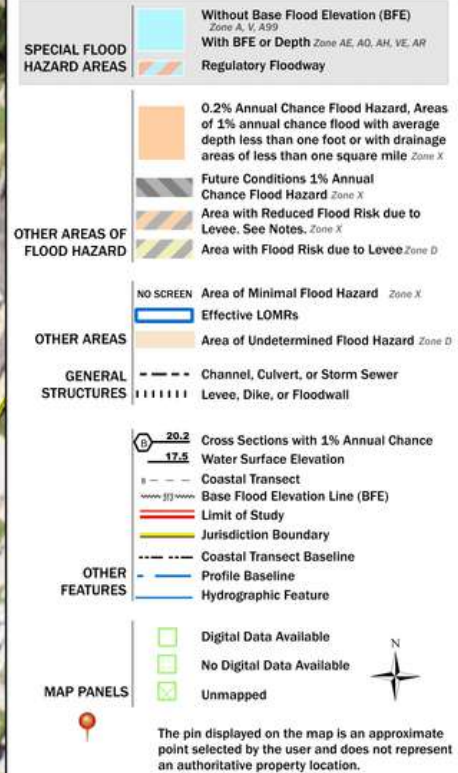 Without Base Flood Elevation (BFE)
Zone A, V, A99
SPECIAL FLOOD
HAZARD AREAS
With BFE or Depth Zone AE, AO, AH, VE, AR
Regulatory Floodway
0.2% Annual Chance Flood Hazard, Areas
of 1% annual chance flood with average
depth less than one foot or with drainage
areas of less than one square mile Zone X
Future Conditions 1% Annual
Chance Flood Hazard Zone X
OTHER AREAS OF
FLOOD HAZARD
Area with Reduced Flood Risk due to
Levee. See Notes. Zone X
Area with Flood Risk due to Levee Zone D
NO SCREEN Area of Minimal Flood Hazard Zone X
Effective LOMRs
OTHER AREAS
Area of Undetermined Flood Hazard Zone D
GENERAL
STRUCTURES
Channel, Culvert, or Storm Sewer
Levee, Dike, or Floodwall
B 20.2 Cross Sections with 1% Annual Chance
17.5 Water Surface Elevation
8 Coastal Transect
513 Base Flood Elevation Line (BFE)
Limit of Study
Jurisdiction Boundary
Coastal Transect Baseline
OTHER
FEATURES
Profile Baseline
Hydrographic Feature
Digital Data Available
No Digital Data Available
N
MAP PANELS
Unmapped
The pin displayed on the map is an approximate
point selected by the user and does not represent
an authoritative property location.